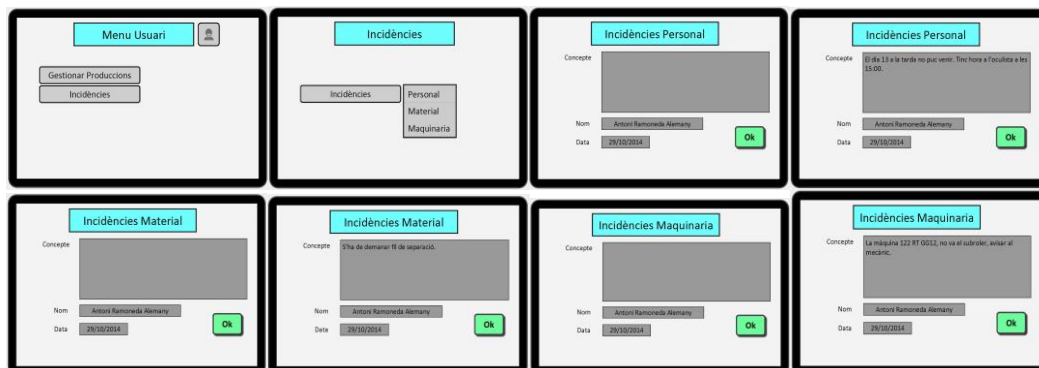 Menu Usuari
Gestionar Produccions
Incidències
Incidències
Incidències
Personal
Material
Maquinaria
Incidències Personal
Concepte
Nom Antoni Ramoneda Alemany
Data 29/10/2014
Ok
Incidències Personal
Concepte El dia 13 a la tarda no puc venir. Tinc hora a l'oculista a les
15:00.
Nom Antoni Ramoneda Alemany
Data 29/10/2014
Ok
Incidències Material
Concepte
Nom Antoni Ramoneda Alemany
Data 29/10/2014
Ok
Incidències Material
Concepte S'ha de demanar fil de separació.
Nom Antoni Ramoneda Alemany
Data 29/10/2014
Ok
Incidències Maquinaria
Concepte
Nom Antoni Ramoneda Alemany
Data 29/10/2014
Ok
Incidències Maquinaria
Concepte La màquina 122 RT GG12, no va el subroler, avisar al
mecànic.
Nom Antoni Ramoneda Alemany
Data 29/10/2014
Ok